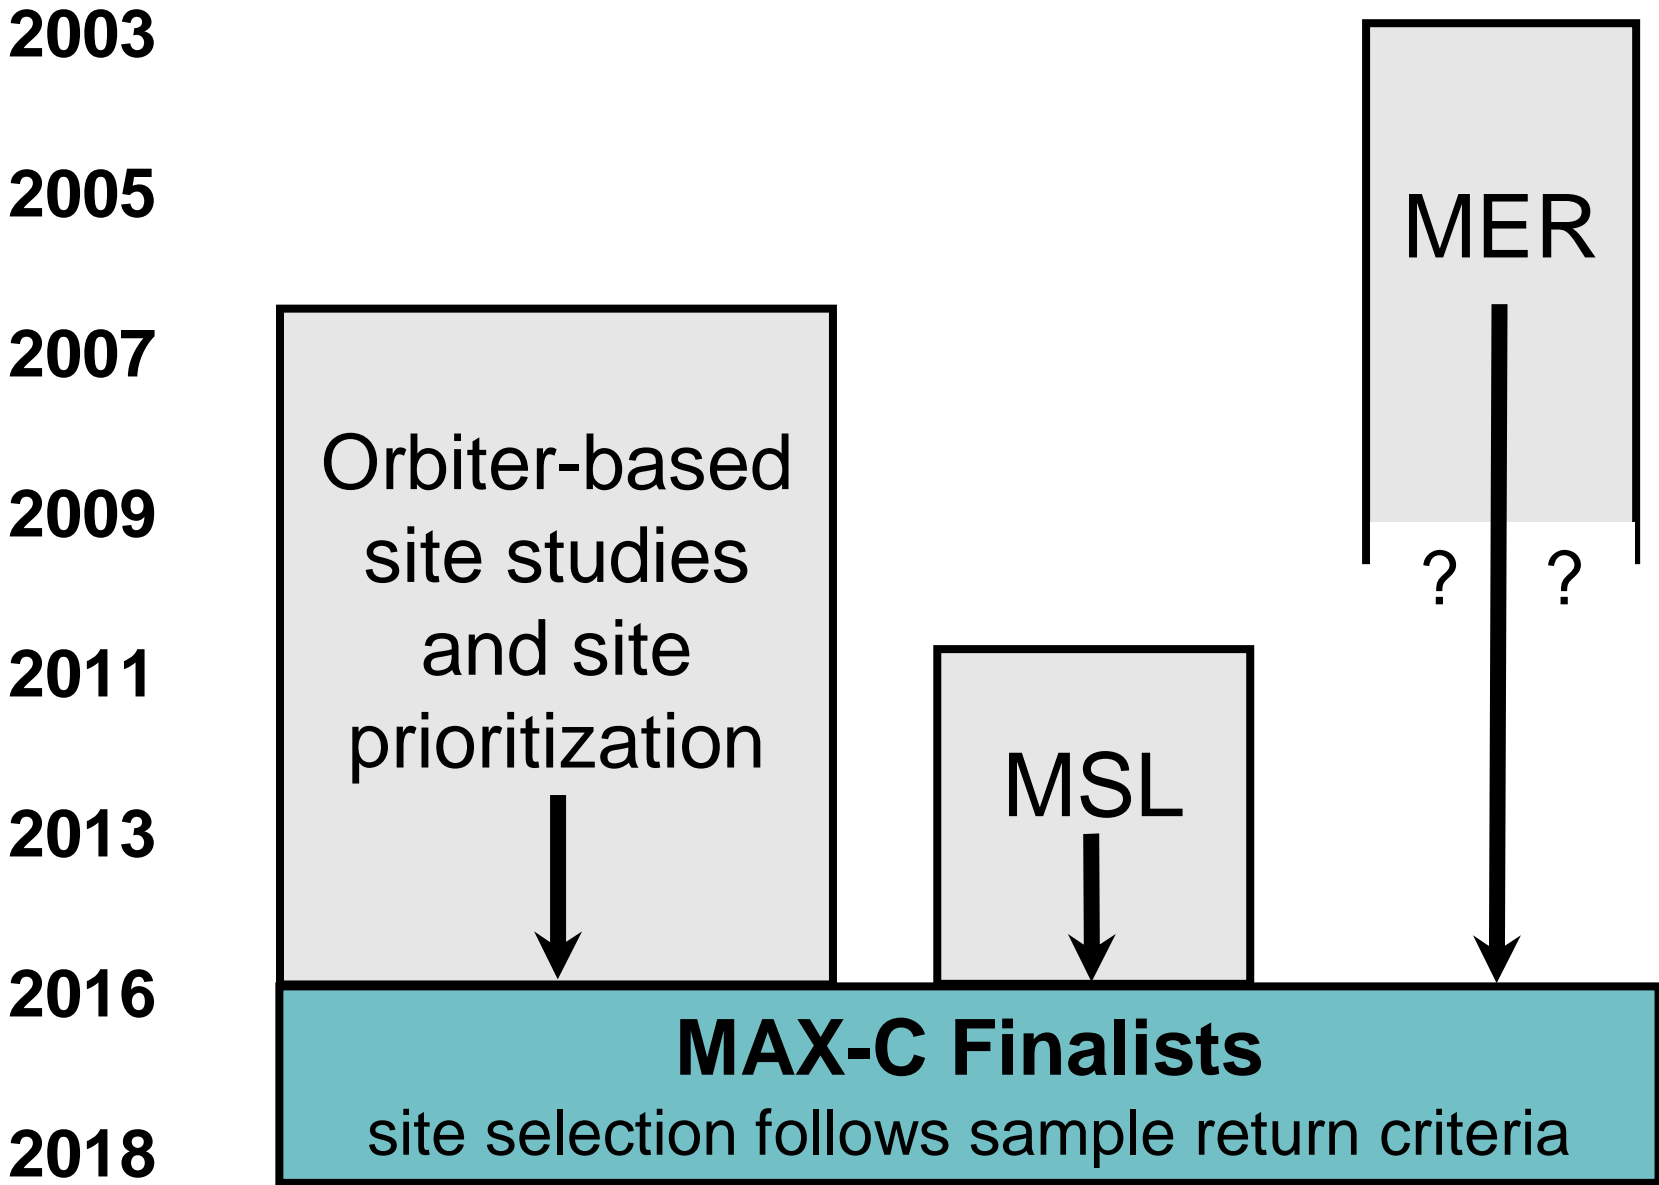 2003
2005
2007
2009
2011
2013
2016
2018
Orbiter-based
site studies
and site
prioritization
MSL
MER
? ?
MAX-C Finalists
site selection follows sample return criteria